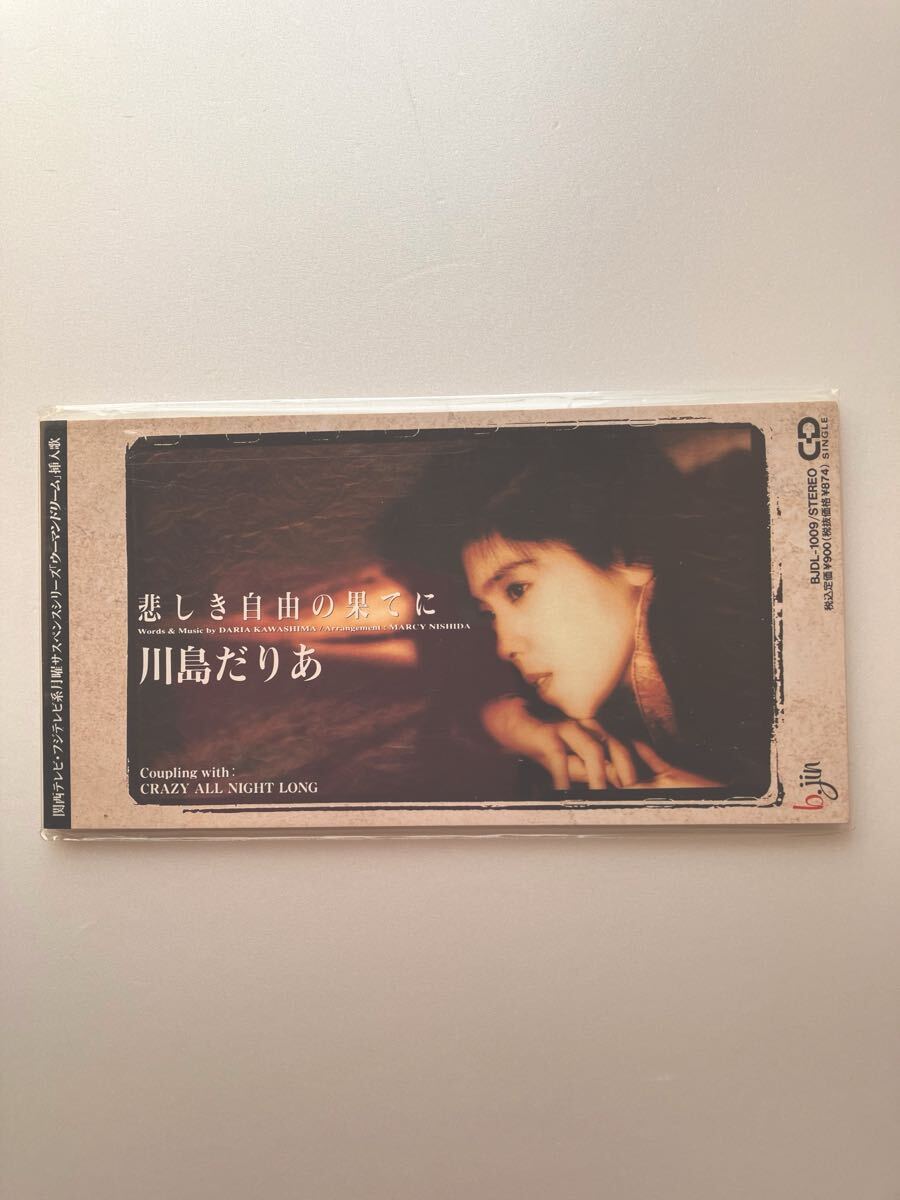 関西テレビ・フジテレビ系月曜サスペンスシリーズ「ウーマンドリーム」挿入歌
悲しき自由の果てに
Words & Music by DARIA KAWASHIMA / Arrangement : MARCY NISHIDA
川島だりあ
Coupling with:
CRAZY ALL NIGHT LONG
CD
SINGLE
BJDL-1009/STEREO
税込定価¥900(税抜価格¥874)
b.jin